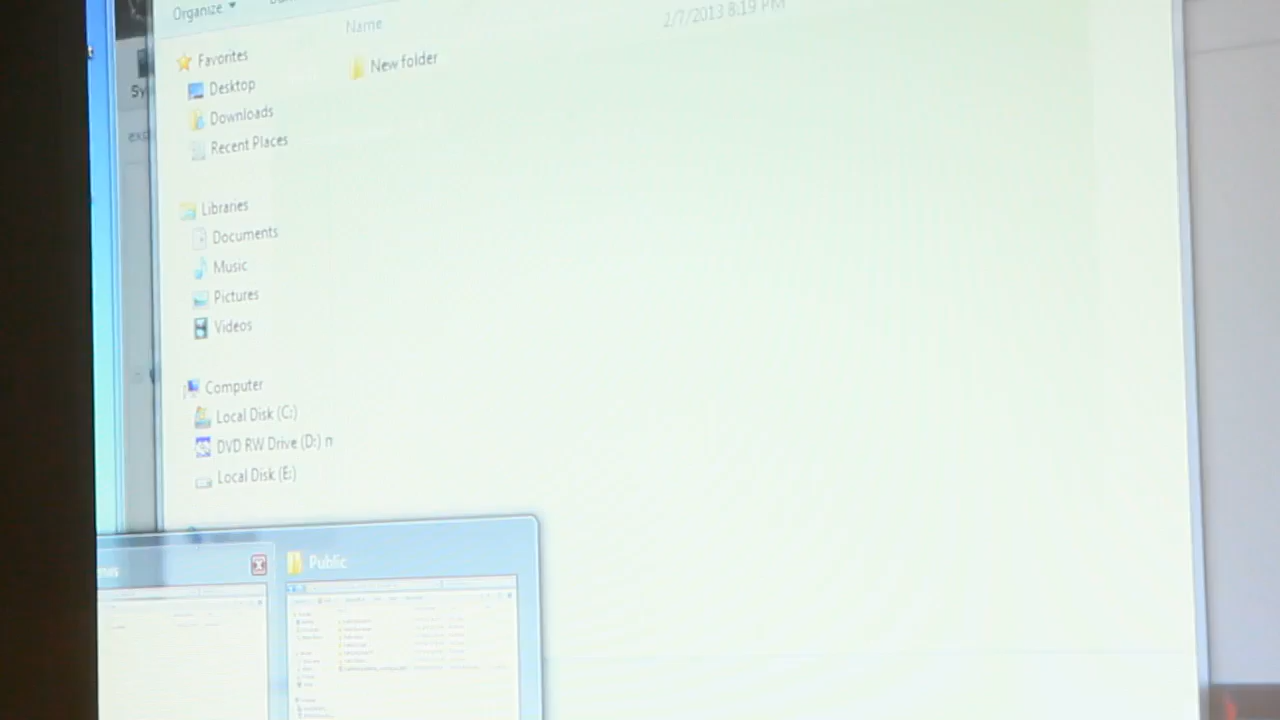 Organize
Name
2/7/2013 8:19 PM
New folder
Favorites
Desktop
Downloads
Recent Places
Libraries
Documents
Music
Pictures
Videos
Computer
Local Disk (C:)
DVD RW Drive (D:) n
Local Disk (E:)
Public